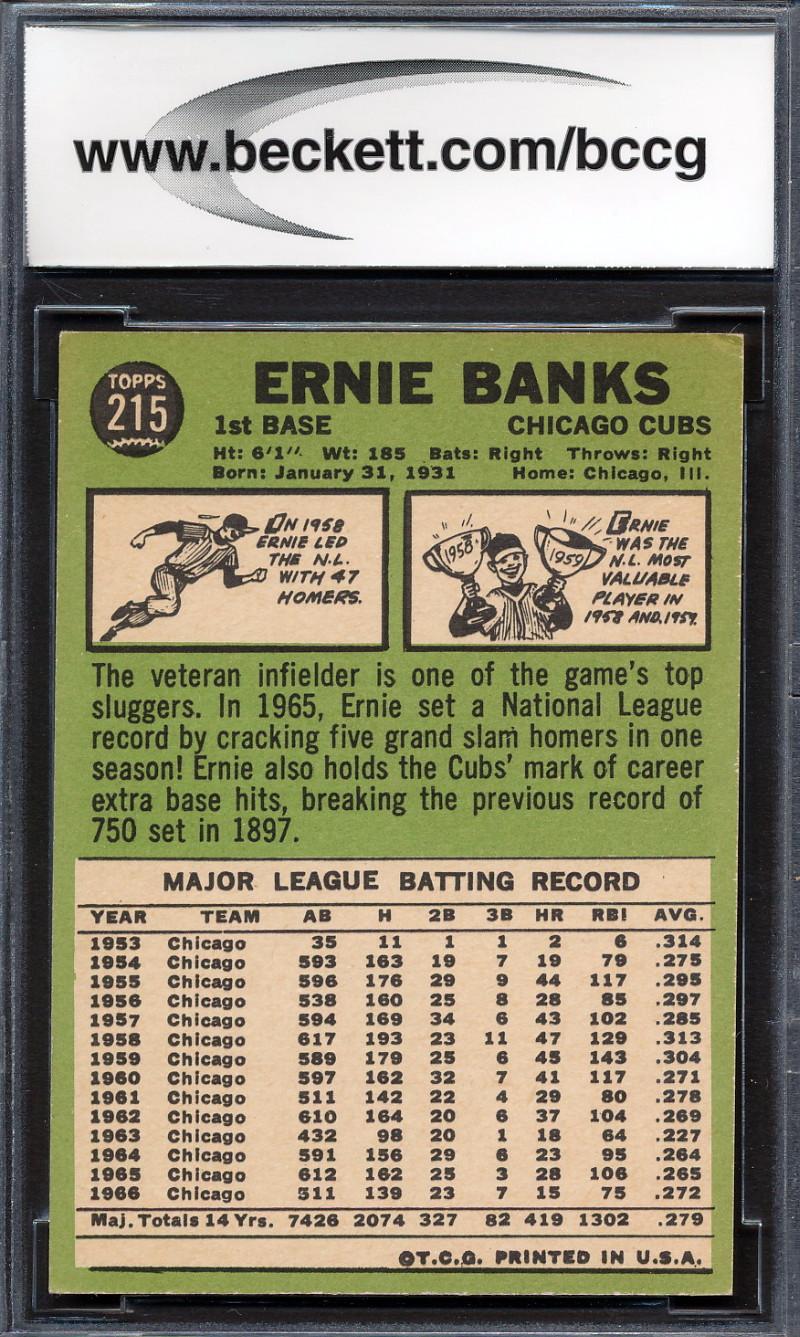 www.beckett.com/bccg
TOPPS
215
ERNIE BANKS
1st BASE CHICAGO CUBS
Ht: 6'1" Wt: 185 Bats: Right Throws: Right
Born: January 31, 1931 Home: Chicago, Ill.
IN 1958
ERNIE LED
THE N.L.
WITH 47
HOMERS.
1958
1959
ERNIE
WAS THE
N.L. MOST
VALUABLE
PLAYER IN
1958 AND, 1959.
The veteran infielder is one of the game's top
sluggers. In 1965, Ernie set a National League
record by cracking five grand slam homers in one
season! Ernie also holds the Cubs' mark of career
extra base hits, breaking the previous record of
750 set in 1897.
MAJOR LEAGUE BATTING RECORD
YEAR TEAM AB H 2B 3B HR RBI AVG.
1953 Chicago 35 11 1 1 2 6 .314
1954 Chicago 593 163 19 7 19 79 .275
1955 Chicago 596 176 29 9 44 117 .295
1956 Chicago 538 160 25 8 28 85 .297
1957 Chicago 594 169 34 6 43 102 .285
1958 Chicago 617 193 23 11 47 129 .313
1959 Chicago 589 179 25 6 45 143 .304
1960 Chicago 597 162 32 7 41 117 .271
1961 Chicago 511 142 22 4 29 80 .278
1962 Chicago 610 164 20 6 37 104 .269
1963 Chicago 432 98 20 1 18 64 .227
1964 Chicago 591 156 29 6 23 95 .264
1965 Chicago 612 162 25 3 28 106 .265
1966 Chicago 511 139 23 7 15 75 .272
Maj. Totals 14 Yrs. 7426 2074 327 82 419 1302 .279
©T.C.G. PRINTED IN U.S.A.